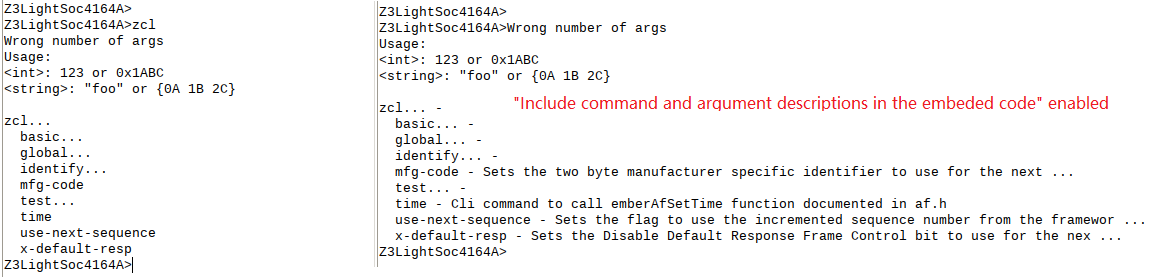 Z3LightSoc4164A>
Z3LightSoc4164A>zcl
Wrong number of args
Usage:
<int>: 123 or 0x1ABC
<string>: "foo" or {0A 1B 2C}
zcl...
basic...
global...
identify...
mfg-code
test...
time
use-next-sequence
x-default-resp
Z3LightSoc4164A>
Z3LightSoc4164A>
Z3LightSoc4164A>Wrong number of args
Usage:
<int>: 123 or 0x1ABC
<string>: "foo" or {0A 1B 2C}
"Include command and argument descriptions in the embeded code" enabled
zcl... -
basic... -
global... -
identify... -
mfg-code - Sets the two byte manufacturer specific identifier to use for the next ...
test... -
time - Cli command to call emberAfSetTime function documented in af.h
use-next-sequence - Sets the flag to use the incremented sequence number from the framewor ...
x-default-resp - Sets the Disable Default Response Frame Control bit to use for the nex ...
Z3LightSoc4164A>